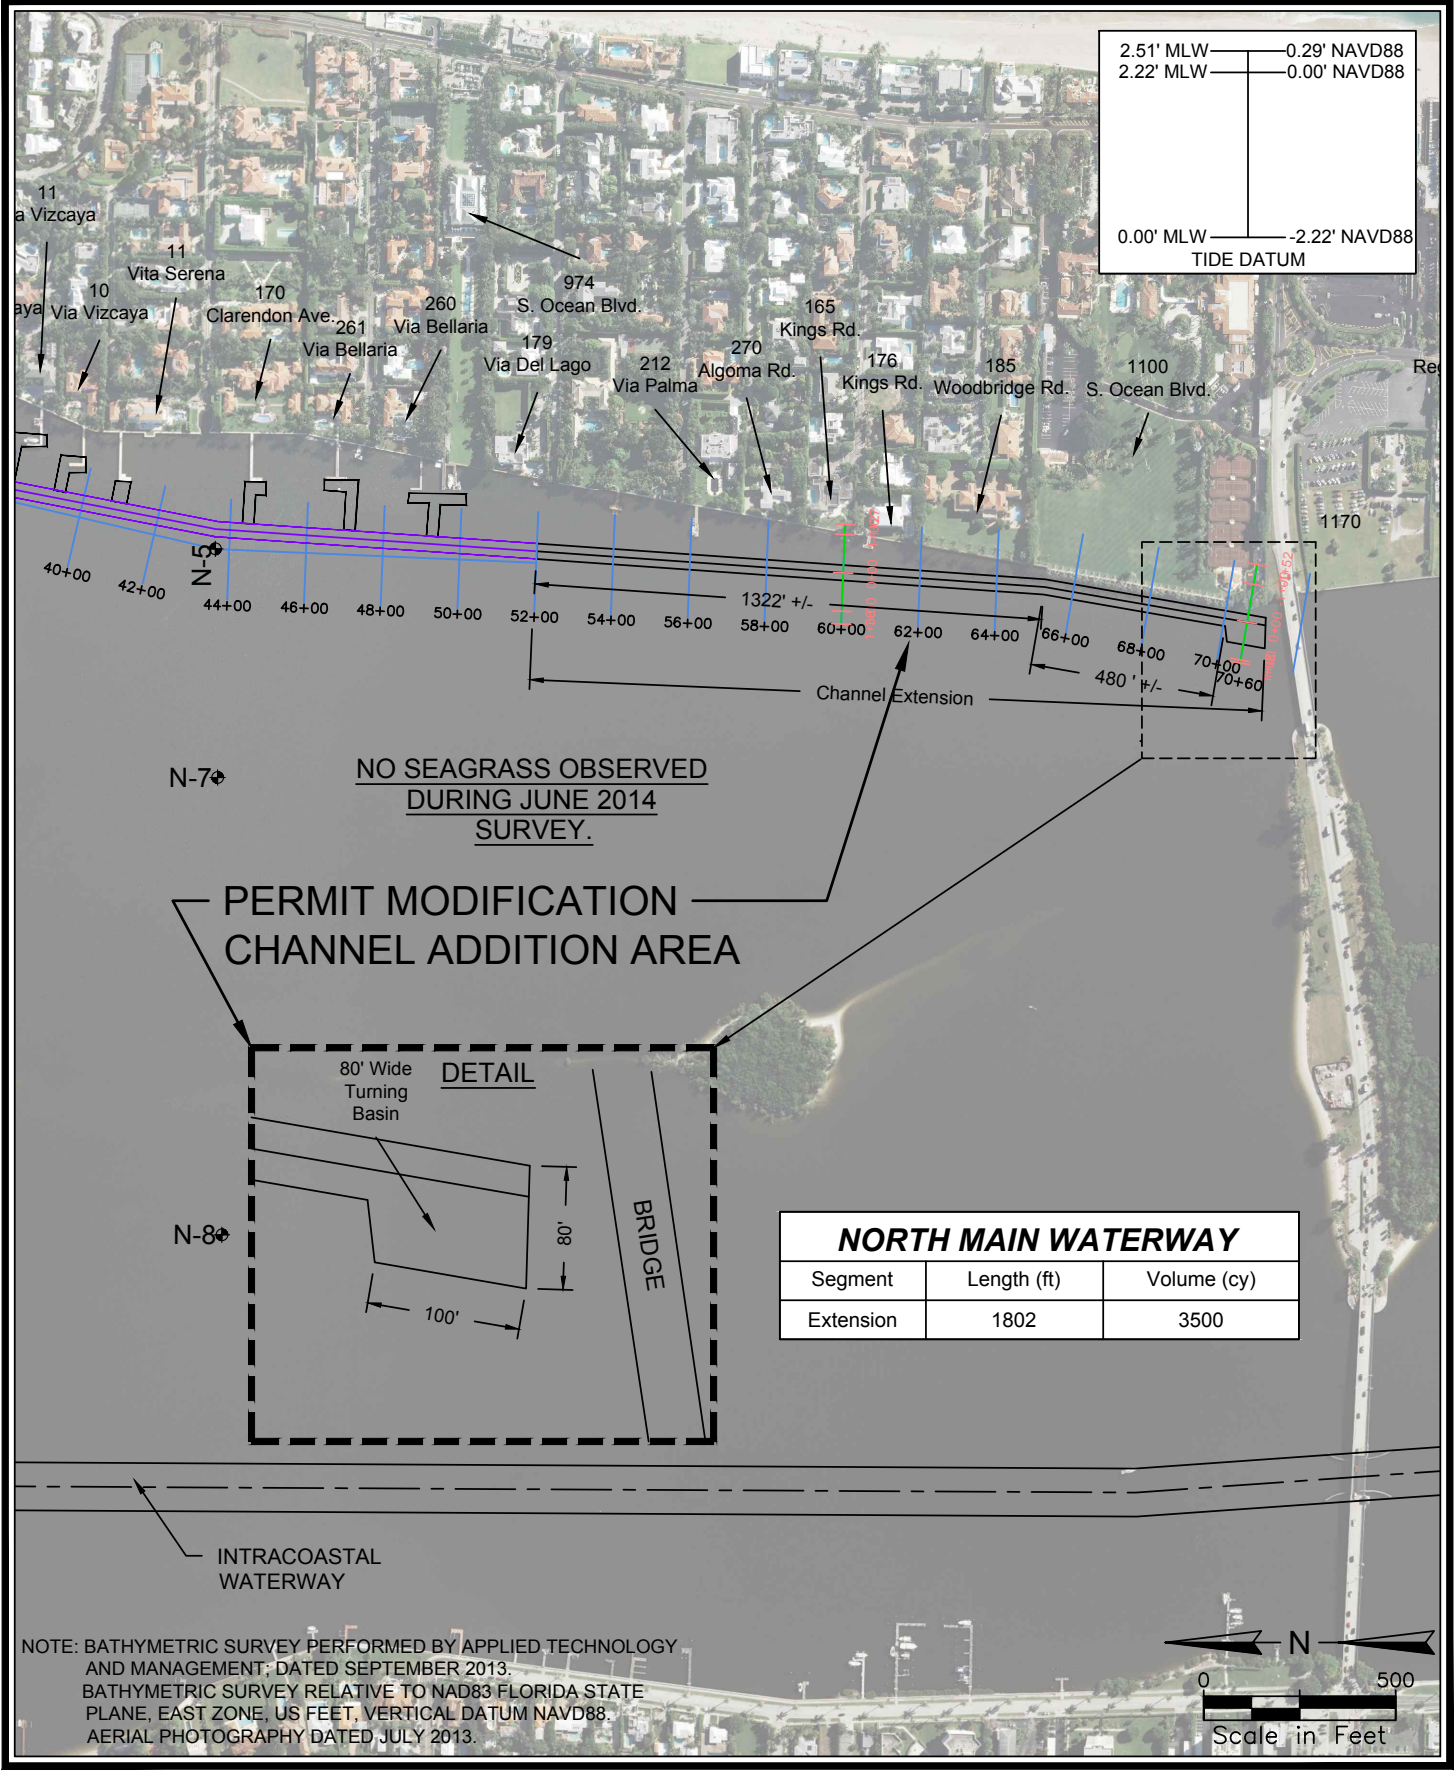 2.51' MLW 0.29' NAVD88
2.22' MLW 0.00' NAVD88
0.00' MLW -2.22' NAVD88
TIDE DATUM
11
a Vizcaya
aya
10
Via Vizcaya
11
Vita Serena
170
Clarendon Ave.
261
Via Bellaria
260
Via Bellaria
974
S. Ocean Blvd.
179
Via Del Lago
212
Via Palma
270
Algoma Rd.
165
Kings Rd.
176
Kings Rd.
185
Woodbridge Rd.
1100
S. Ocean Blvd.
1170
N-5
40+00 42+00 44+00 46+00 48+00 50+00 52+00 54+00 56+00 58+00 60+00 62+00 64+00 66+00 68+00 70+00
70+60
1322' +/-
480 ' +/-
Channel Extension
N-7
NO SEAGRASS OBSERVED
DURING JUNE 2014
SURVEY.
PERMIT MODIFICATION
CHANNEL ADDITION AREA
DETAIL
80' Wide
Turning
Basin
80'
100'
BRIDGE
N-8
NORTH MAIN WATERWAY
Segment Length (ft) Volume (cy)
Extension 1802 3500
INTRACOASTAL
WATERWAY
NOTE: BATHYMETRIC SURVEY PERFORMED BY APPLIED TECHNOLOGY
AND MANAGEMENT; DATED SEPTEMBER 2013.
BATHYMETRIC SURVEY RELATIVE TO NAD83 FLORIDA STATE
PLANE, EAST ZONE, US FEET, VERTICAL DATUM NAVD88.
AERIAL PHOTOGRAPHY DATED JULY 2013.
N
0 500
Scale in Feet